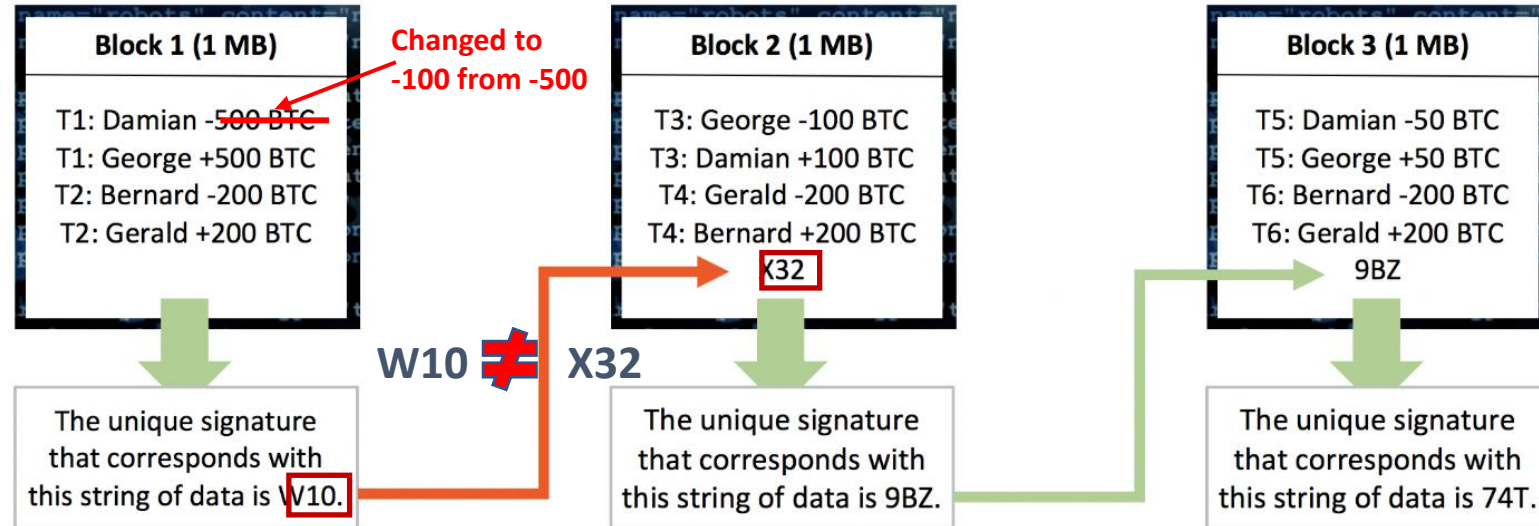 Block 1 (1 MB)
T1: Damian -500 BTC
T1: George +500 BTC
T2: Bernard -200 BTC
T2: Gerald +200 BTC
Changed to
-100 from -500
The unique signature
that corresponds with
this string of data is W10.
W10 ≠ X32
Block 2 (1 MB)
T3: George -100 BTC
T3: Damian +100 BTC
T4: Gerald -200 BTC
T4: Bernard +200 BTC
X32
The unique signature
that corresponds with
this string of data is 9BZ.
Block 3 (1 MB)
T5: Damian -50 BTC
T5: George +50 BTC
T6: Bernard -200 BTC
T6: Gerald +200 BTC
9BZ
The unique signature
that corresponds with
this string of data is 74T.